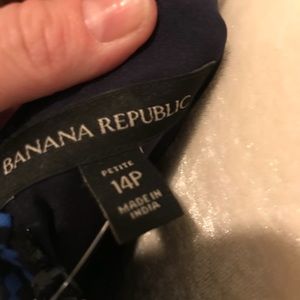 BANANA REPUBLIC
PETITE
14P
MADE IN
INDIA